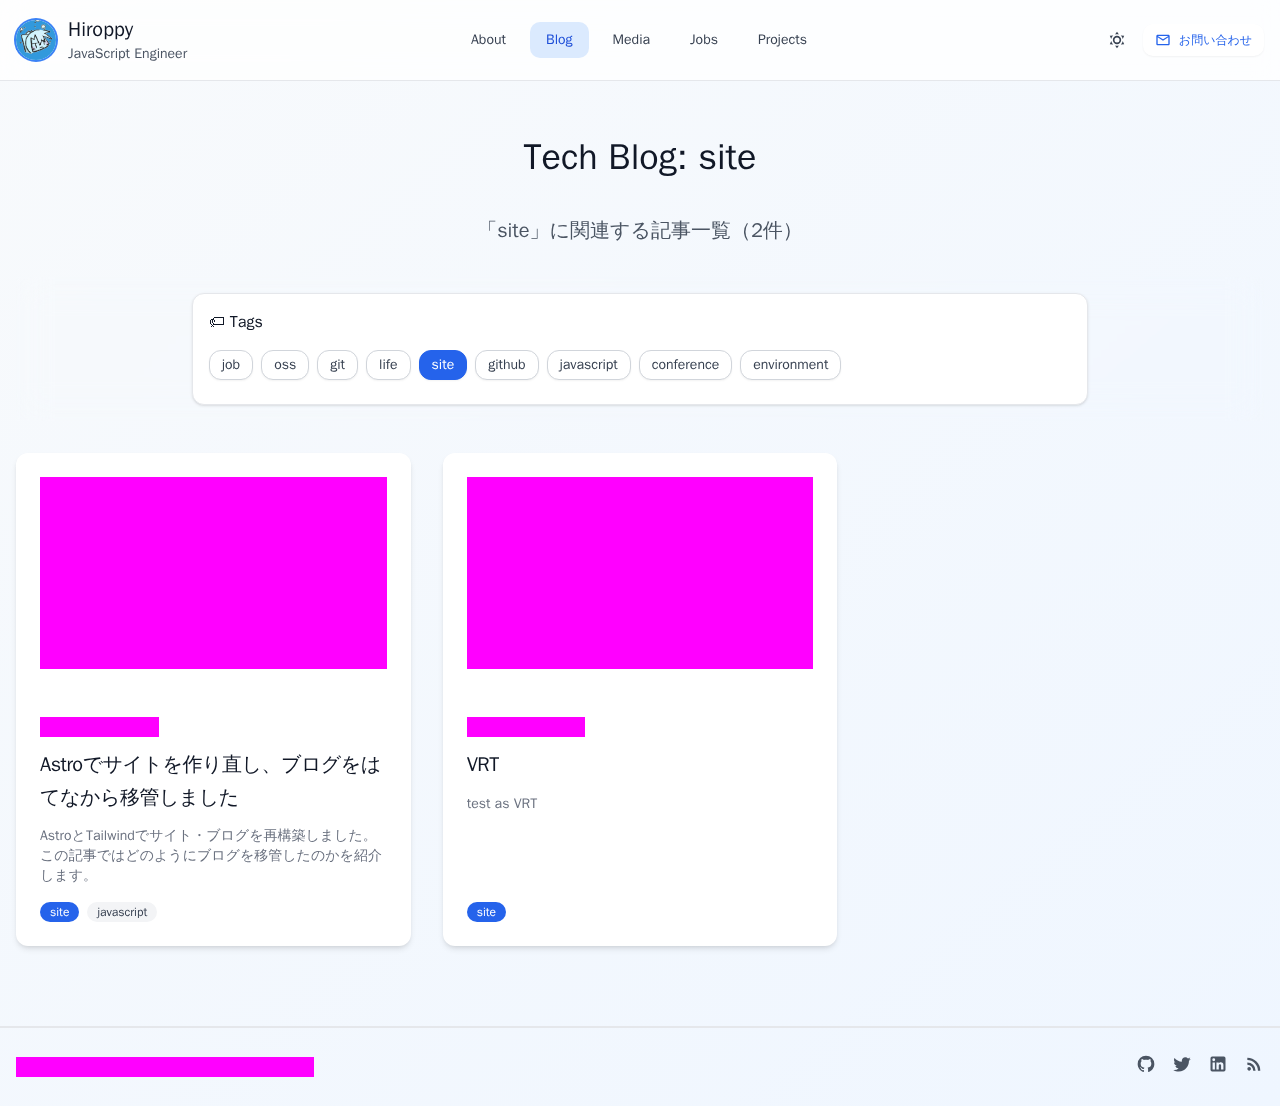 Hiroppy
JavaScript Engineer
About
Blog
Media
Jobs
Projects
お問い合わせ
Tech Blog: site
「site」に関連する記事一覧（2件）
🏷 Tags
job
oss
git
life
site
github
javascript
conference
environment
Astroでサイトを作り直し、ブログをは
てなから移管しました
AstroとTailwindでサイト・ブログを再構築しました。
この記事ではどのようにブログを移管したのかを紹介
します。
site
javascript
VRT
test as VRT
site